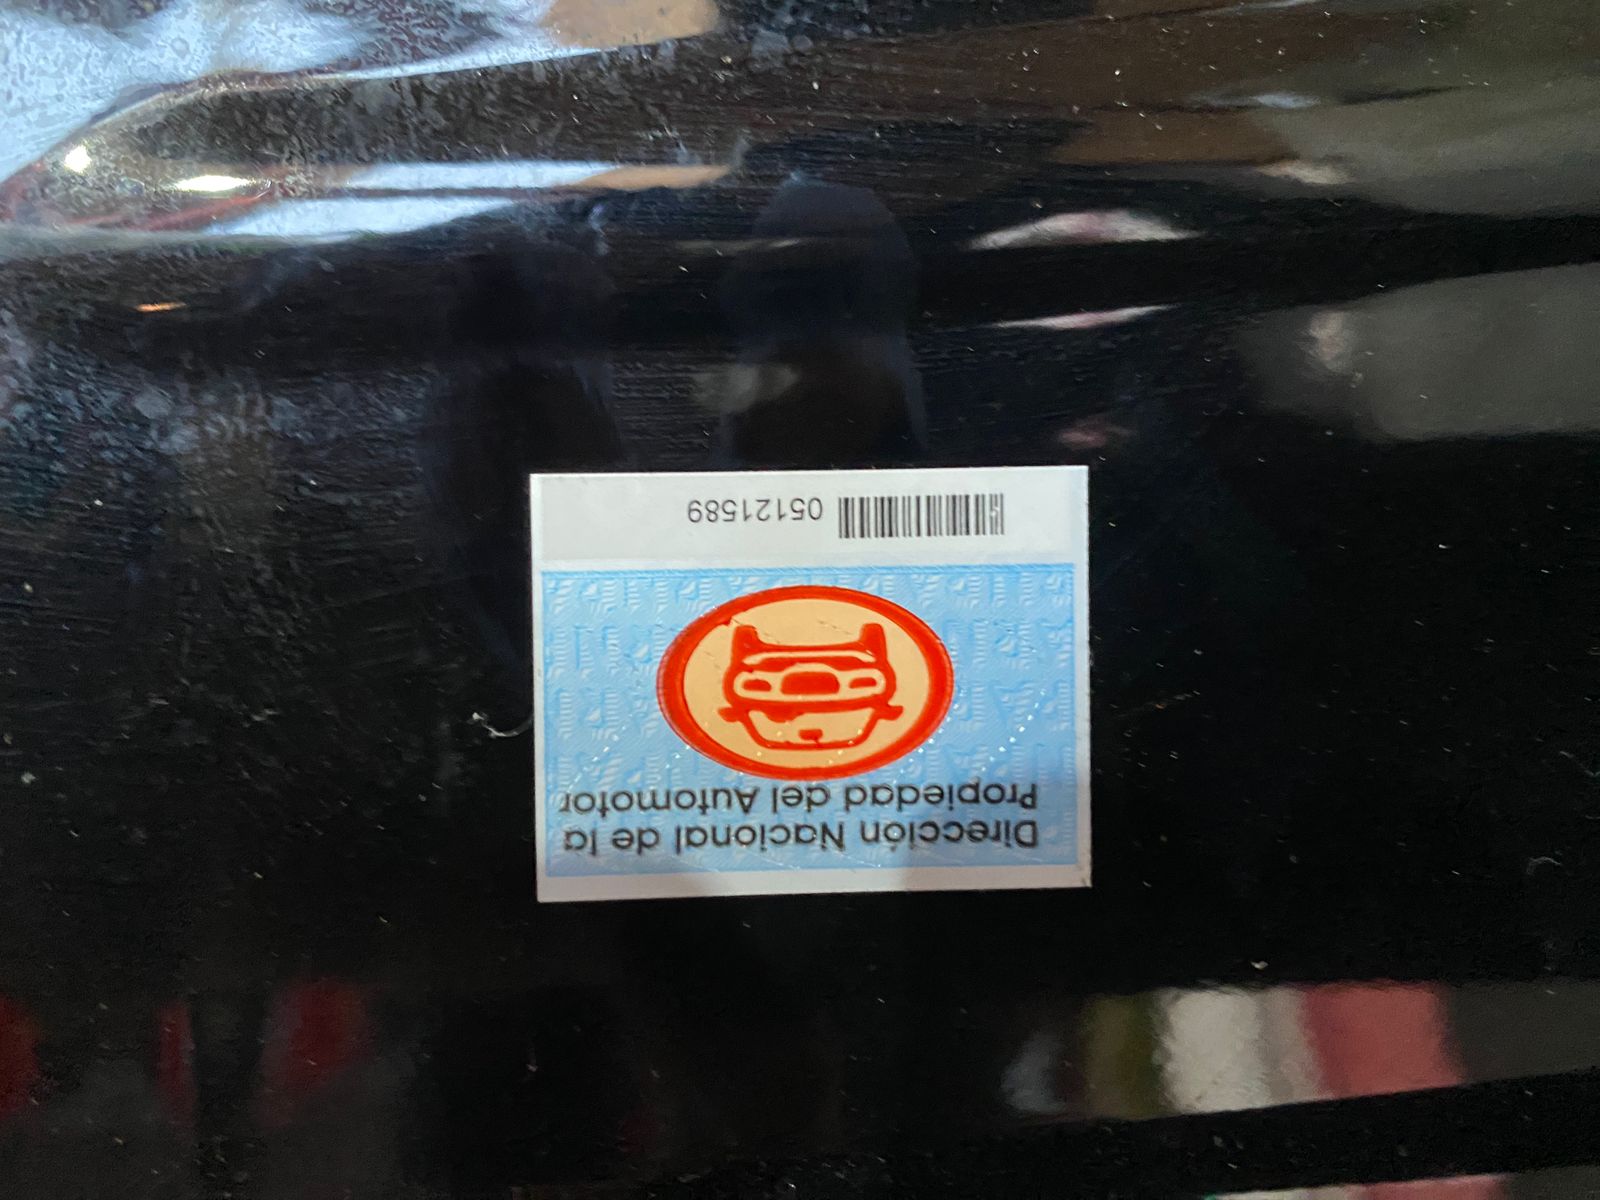 Dirección Nacional de la
Propiedad del Automotor
05121589